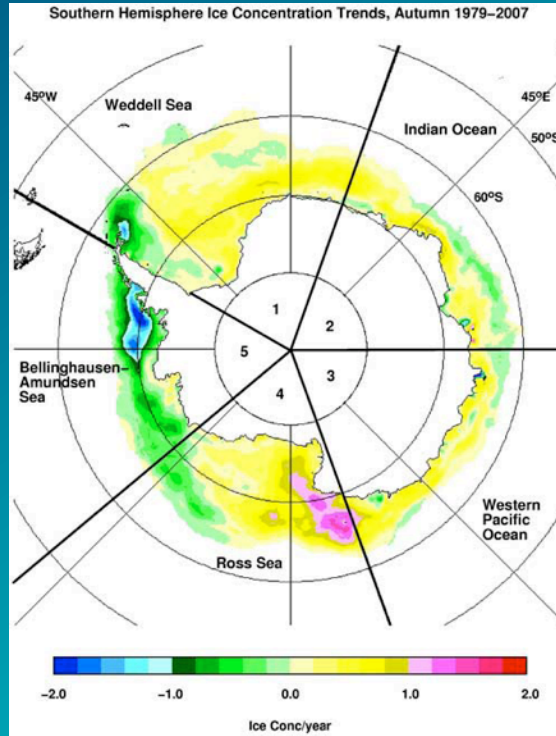 Southern Hemisphere Ice Concentration Trends, Autumn 1979−2007
45ºW
Weddell Sea
Indian Ocean
45ºE
50ºS
60ºS
1
2
5
3
4
Bellinghausen−
Amundsen
Sea
Western
Pacific
Ocean
Ross Sea
−2.0
−1.0
0.0
1.0
2.0
Ice Conc/year